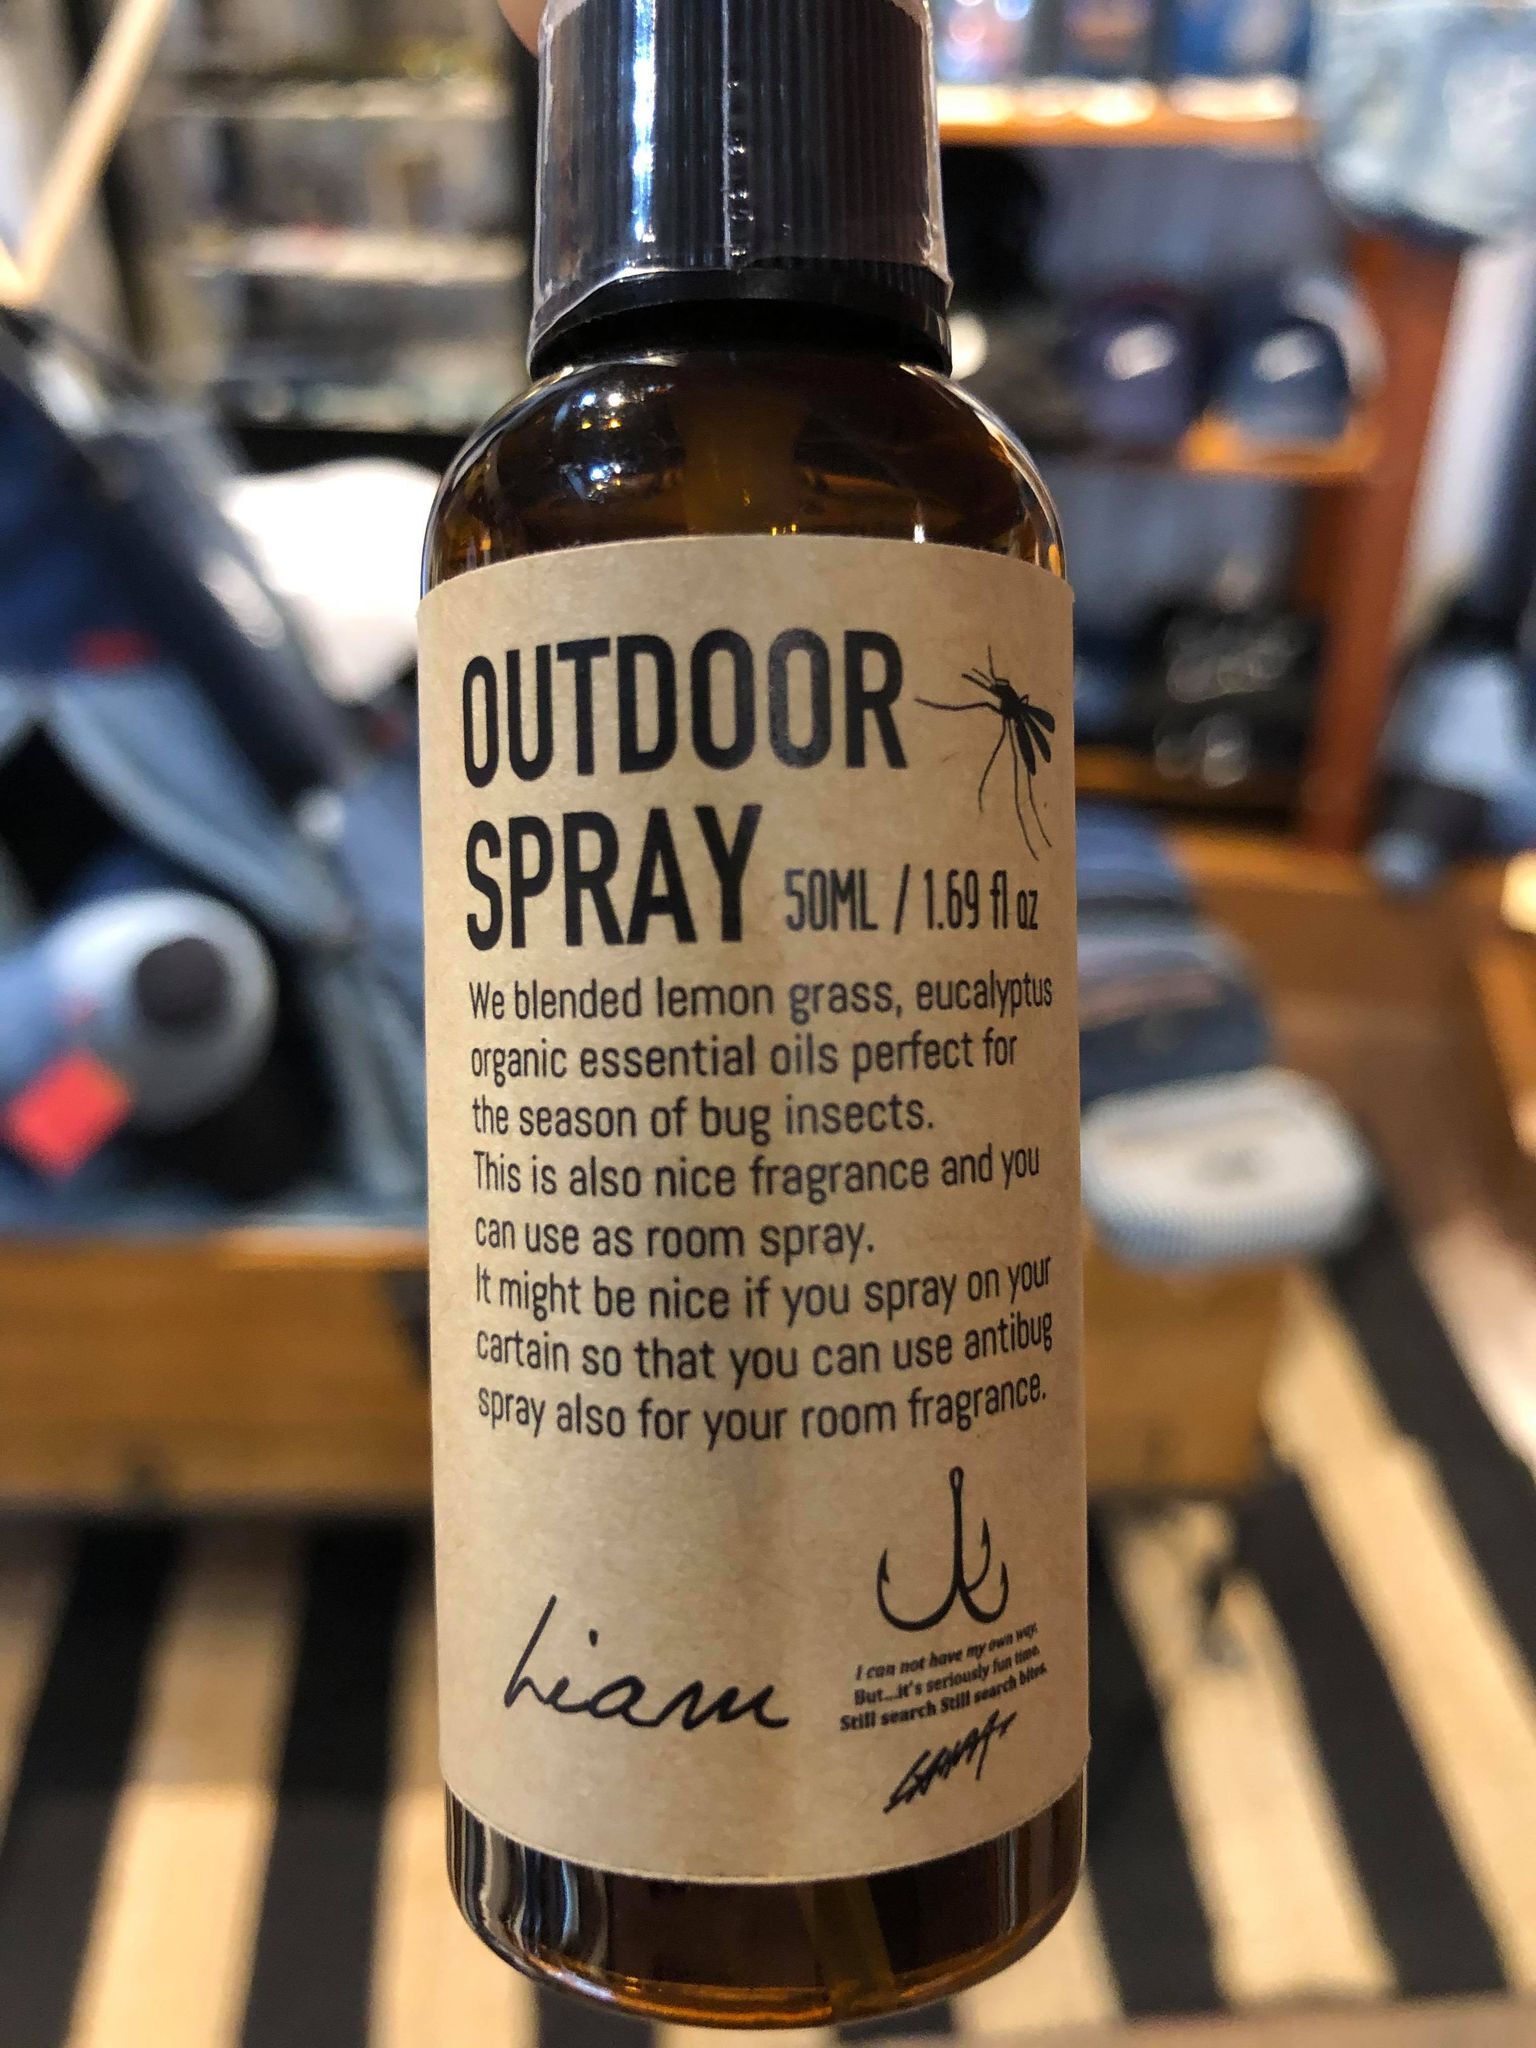 OUTDOOR
SPRAY 50ML / 1.69 fl oz
We blended lemon grass, eucalyptus
organic essential oils perfect for
the season of bug insects.
This is also nice fragrance and you
can use as room spray.
It might be nice if you spray on your
cartain so that you can use antibug
spray also for your room fragrance.
Liam
I can not have my own way.
But...it's seriously fun time.
Still search Still search bites.